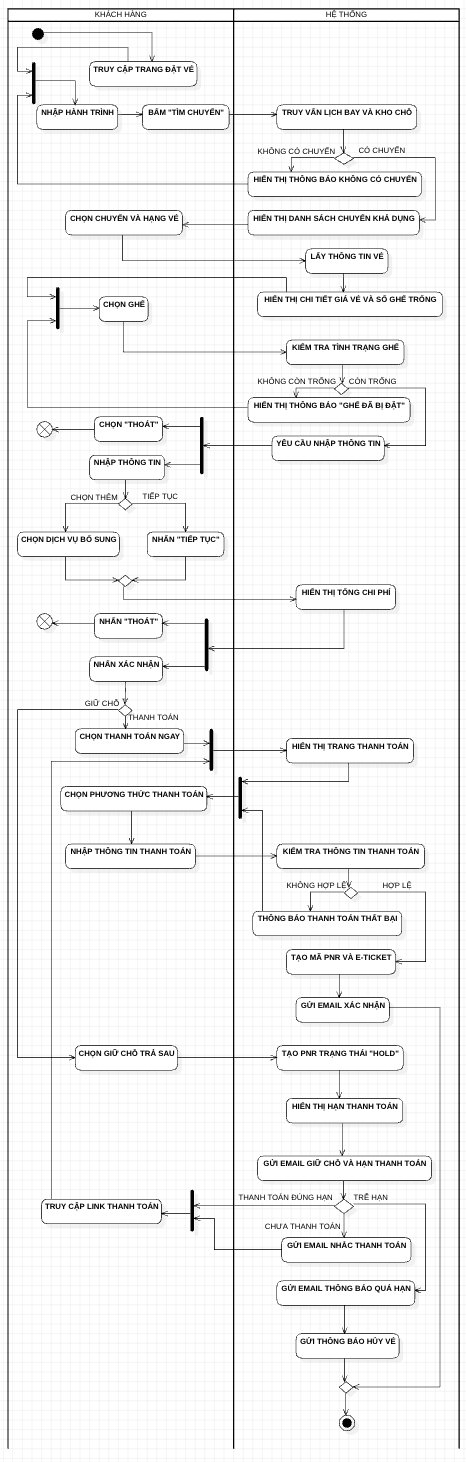 KHÁCH HÀNG
HỆ THỐNG
TRUY CẬP TRANG ĐẶT VÉ
NHẬP HÀNH TRÌNH
BẤM "TÌM CHUYẾN"
TRUY VẤN LỊCH BAY VÀ KHO CHỖ
KHÔNG CÓ CHUYẾN
CÓ CHUYẾN
HIỂN THỊ THÔNG BÁO KHÔNG CÓ CHUYẾN
CHỌN CHUYẾN VÀ HẠNG VÉ
HIỂN THỊ DANH SÁCH CHUYẾN KHẢ DỤNG
LẤY THÔNG TIN VÉ
HIỂN THỊ CHI TIẾT GIÁ VÉ VÀ SỐ GHẾ TRỐNG
CHỌN GHẾ
KIỂM TRA TÌNH TRẠNG GHẾ
KHÔNG CÒN TRỐNG
CÒN TRỐNG
HIỂN THỊ THÔNG BÁO "GHẾ ĐÃ BỊ ĐẶT"
CHỌN "THOÁT"
YÊU CẦU NHẬP THÔNG TIN
NHẬP THÔNG TIN
CHỌN THÊM
TIẾP TỤC
CHỌN DỊCH VỤ BỔ SUNG
NHẤN "TIẾP TỤC"
HIỂN THỊ TỔNG CHI PHÍ
NHẤN "THOÁT"
NHẤN XÁC NHẬN
GIỮ CHỖ
THANH TOÁN
CHỌN THANH TOÁN NGAY
HIỂN THỊ TRANG THANH TOÁN
CHỌN PHƯƠNG THỨC THANH TOÁN
NHẬP THÔNG TIN THANH TOÁN
KIỂM TRA THÔNG TIN THANH TOÁN
KHÔNG HỢP LỆ
HỢP LỆ
THÔNG BÁO THANH TOÁN THẤT BẠI
TẠO MÃ PNR VÀ E-TICKET
GỬI EMAIL XÁC NHẬN
CHỌN GIỮ CHỖ TRẢ SAU
TẠO PNR TRẠNG THÁI "HOLD"
HIỂN THỊ HẠN THANH TOÁN
GỬI EMAIL GIỮ CHỖ VÀ HẠN THANH TOÁN
THANH TOÁN ĐÚNG HẠN
TRỄ HẠN
TRUY CẬP LINK THANH TOÁN
CHƯA THANH TOÁN
GỬI EMAIL NHẮC THANH TOÁN
GỬI EMAIL THÔNG BÁO QUÁ HẠN
GỬI THÔNG BÁO HỦY VÉ